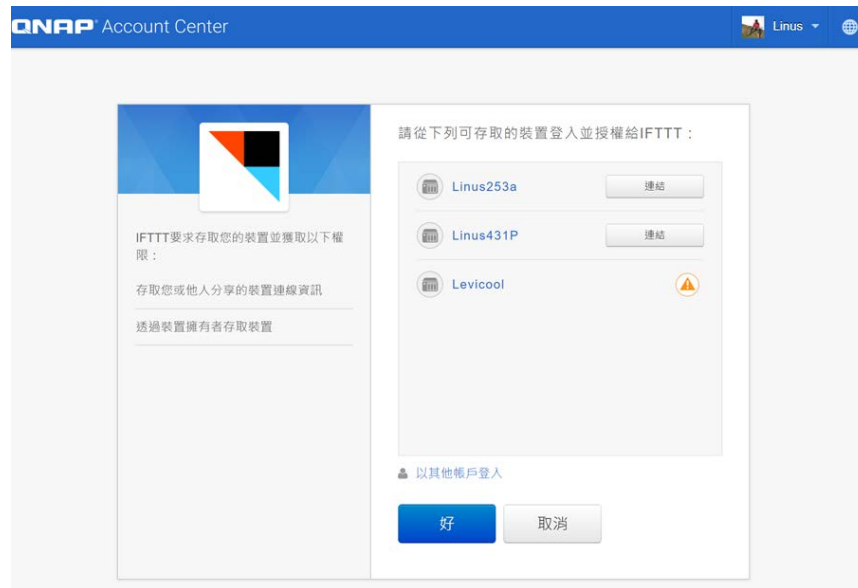 QNAP Account Center
Linus
IFTTT要求存取您的裝置並獲取以下權
限：
存取您或他人分享的裝置連線資訊
透過裝置擁有者存取裝置
請從下列可存取的裝置登入並授權給IFTTT：
Linus253a 連結
Linus431P 連結
Levicool
以其他帳戶登入
好 取消